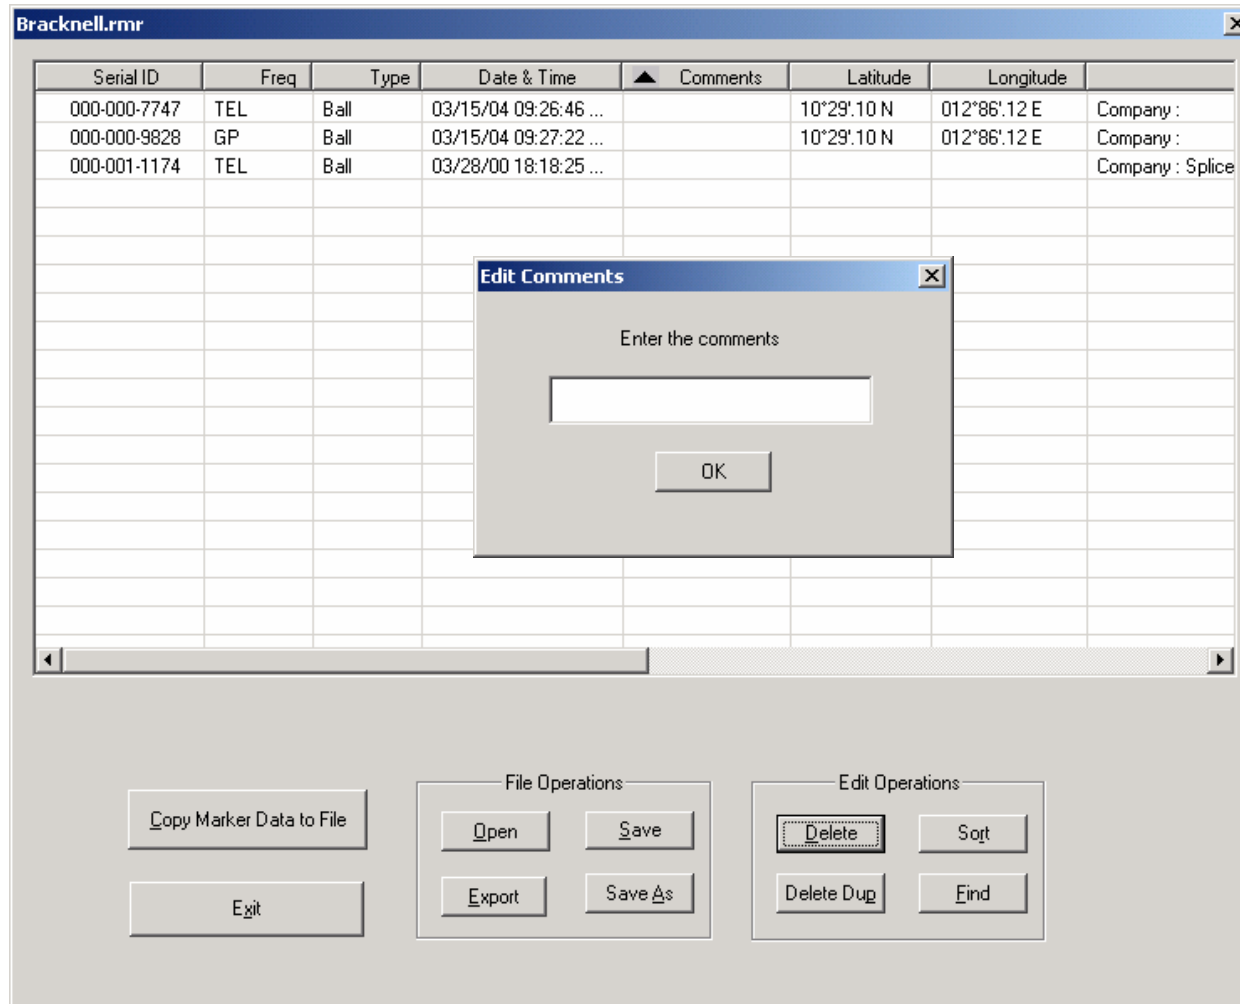 Bracknell.rmr
Serial ID Freq Type Date & Time Comments Latitude Longitude
000-000-7747 TEL Ball 03/15/04 09:26:46 ... 10°29'.10 N 012°86'.12 E Company :
000-000-9828 GP Ball 03/15/04 09:27:22 ... 10°29'.10 N 012°86'.12 E Company :
000-001-1174 TEL Ball 03/28/00 18:18:25 ... Company : Splice
Edit Comments
Enter the comments
OK
File Operations Edit Operations
Copy Marker Data to File Open Save Delete Sort
Exit Export Save As Delete Dup Find